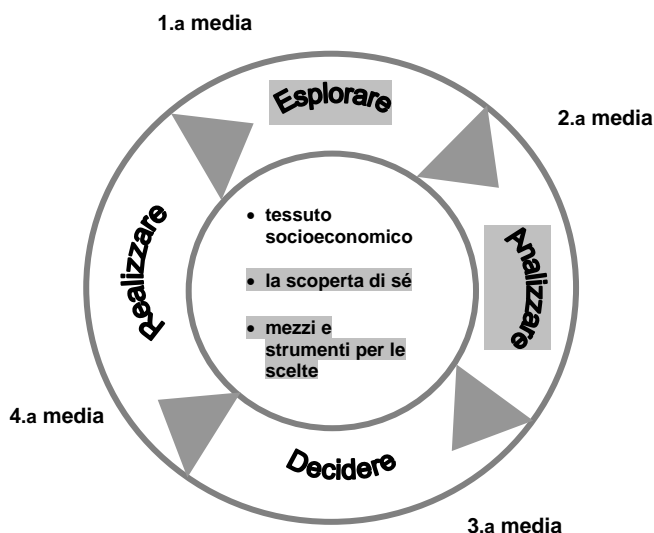 1.a media
Esplorare
2.a media
Analizzare
• tessuto
socioeconomico
• la scoperta di sé
• mezzi e
strumenti per le
scelte
Realizzare
4.a media
Decidere
3.a media